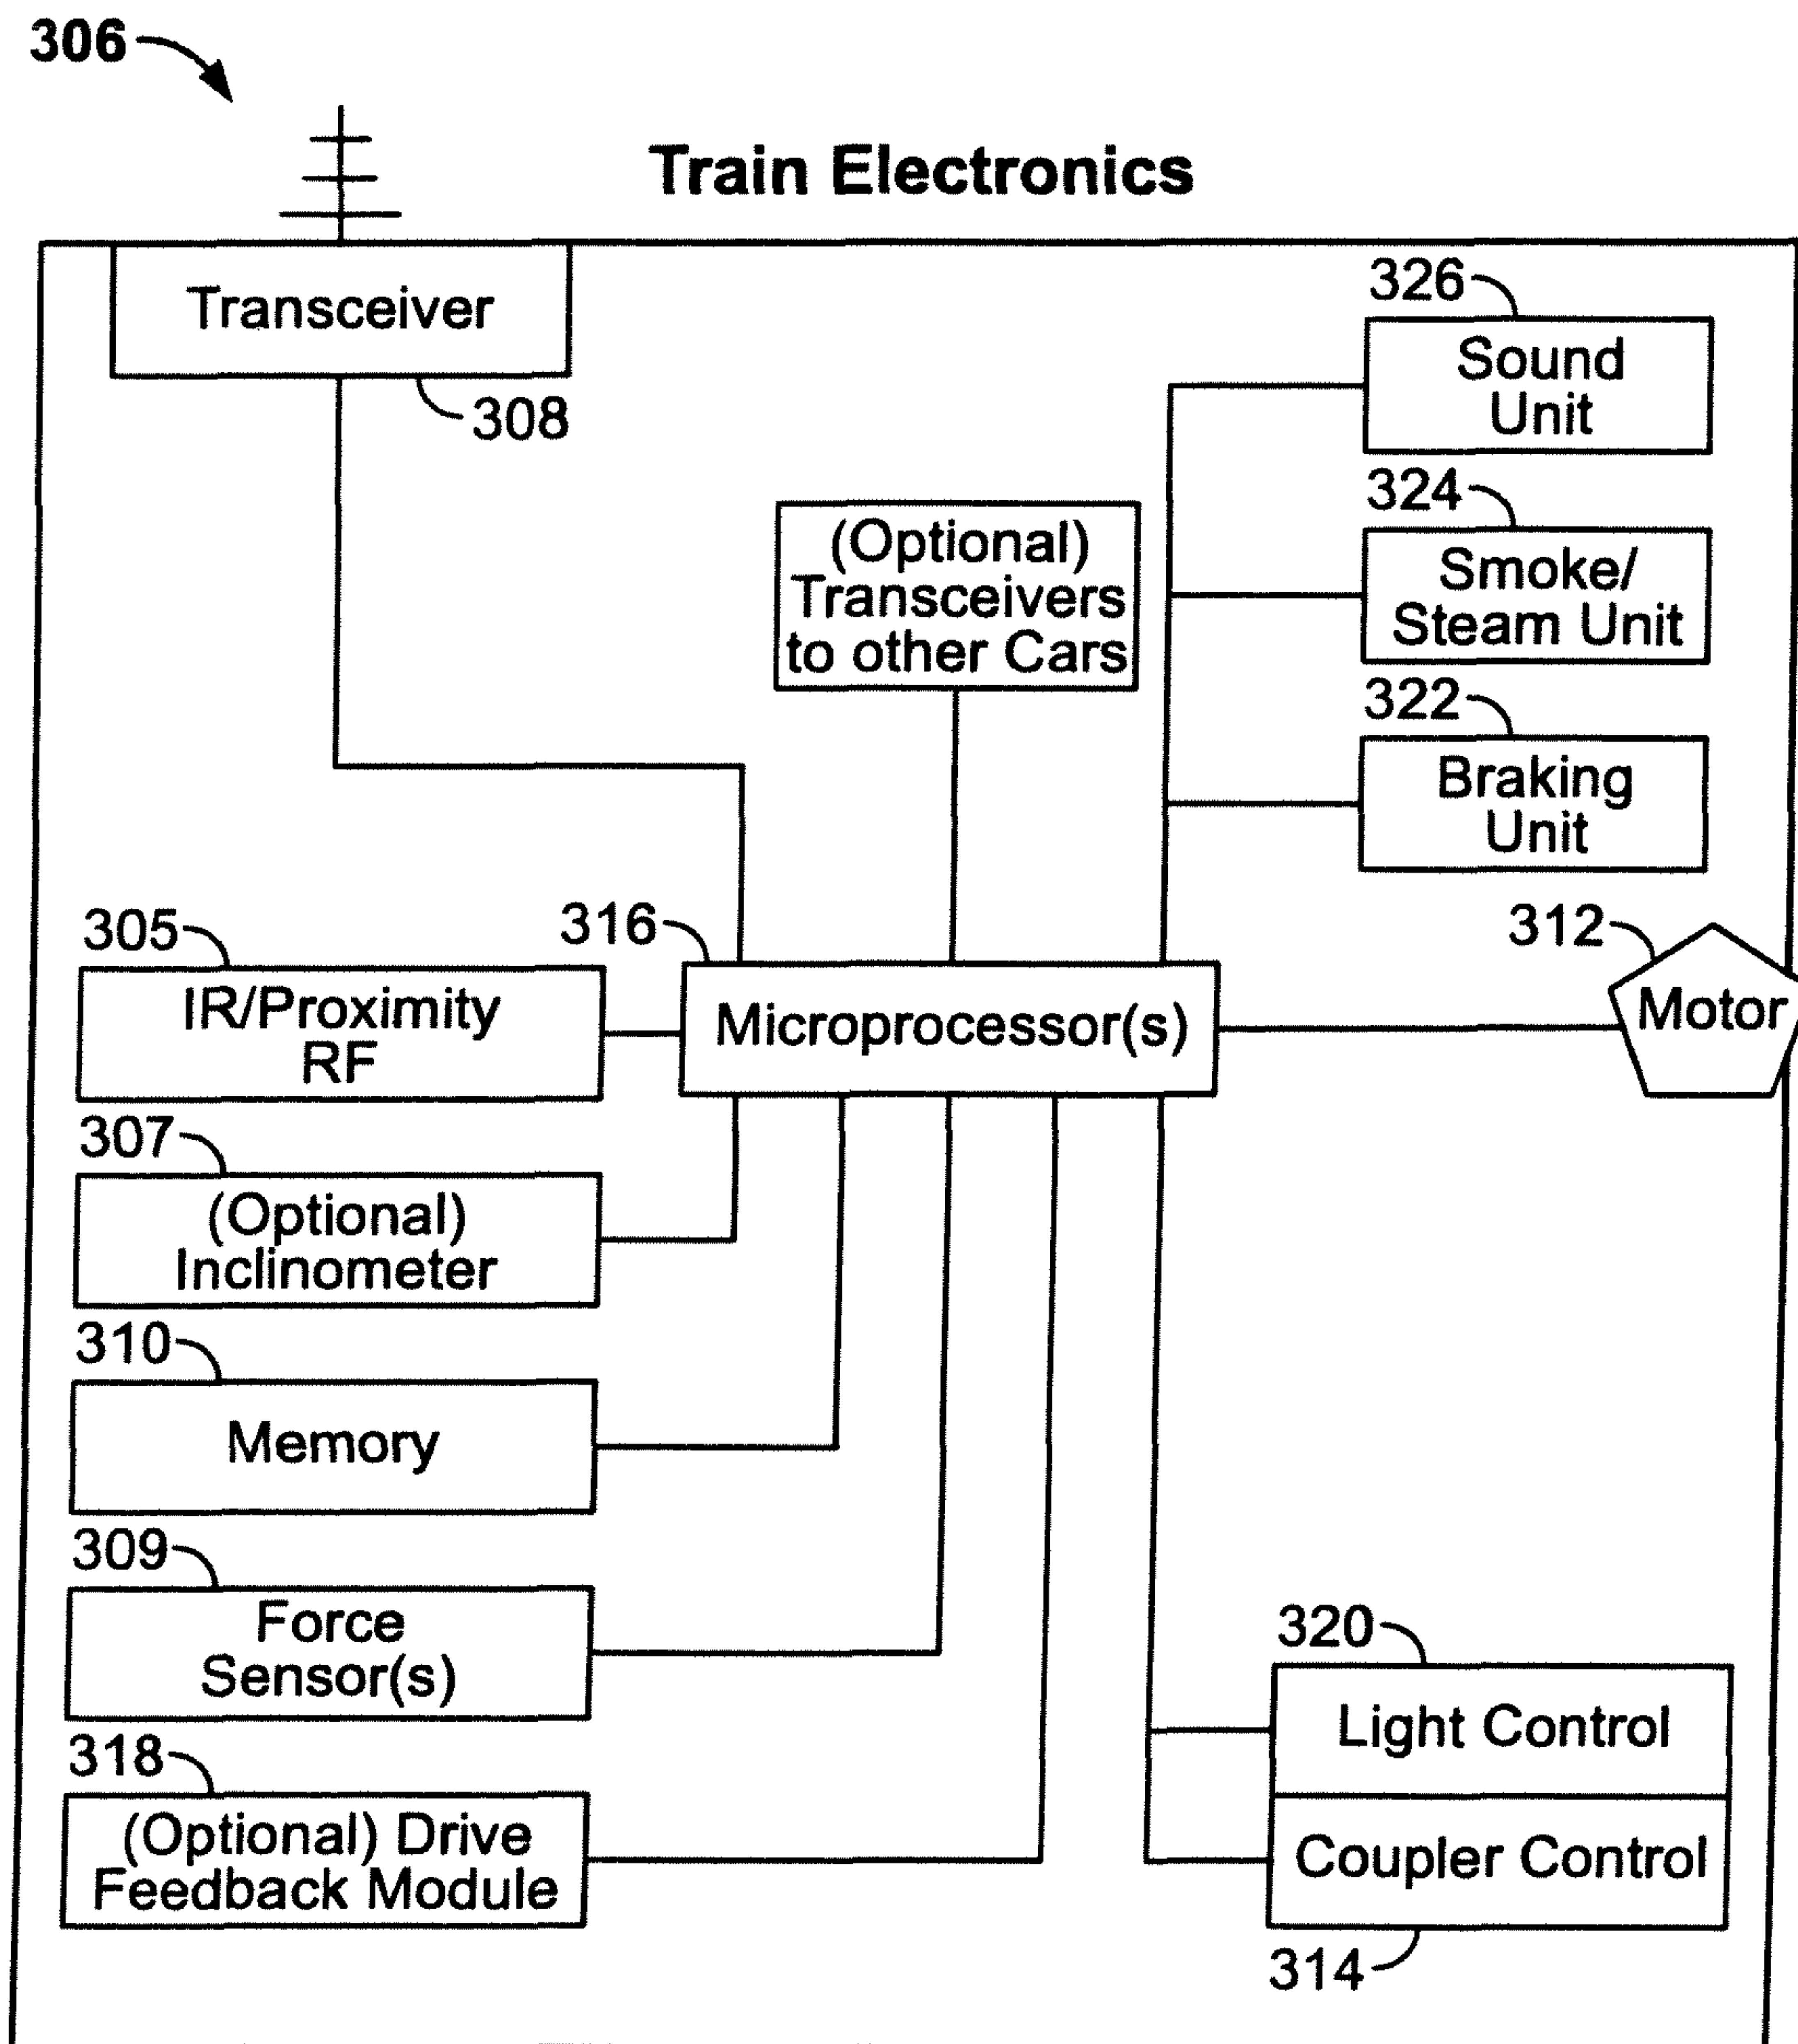 306
Train Electronics
Transceiver
308
326
Sound
Unit
324
Smoke/
Steam Unit
(Optional)
Transceivers
to other Cars
322
Braking
Unit
305
IR/Proximity
RF
316
Microprocessor(s)
312
Motor
307
(Optional)
Inclinometer
310
Memory
309
Force
Sensor(s)
318
(Optional) Drive
Feedback Module
320
Light Control
Coupler Control
314